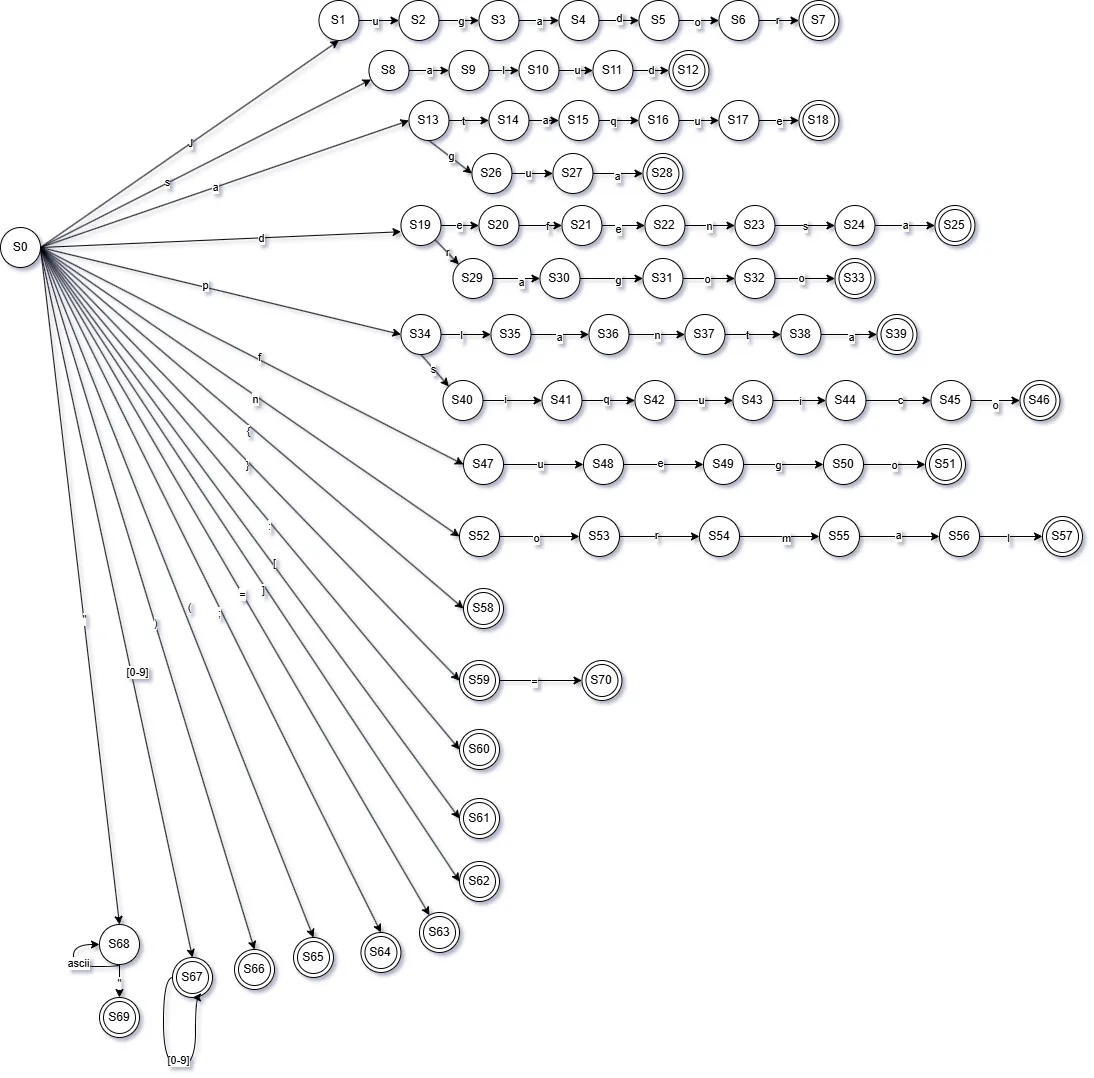 S1 u S2 g S3 a S4 d S5 o S6 r S7
S8 a S9 l S10 u S11 d S12
J
S13 t S14 a S15 q S16 u S17 e S18
s
a
g S26 u S27 a S28
S0
d
S19 e S20 f S21 e S22 n S23 s S24 a S25
r
S29 a S30 g S31 o S32 o S33
p
S34 l S35 a S36 n S37 t S38 a S39
f
s
S40 i S41 q S42 u S43 i S44 c S45 o S46
n
{
}
S47 u S48 e S49 g S50 o S51
:
S52 o S53 r S54 m S55 a S56 l S57
[
= ]
( ;
S58
" )
[0-9]
S59 = S70
S60
S61
S62
S63
S68
S64
S65
S66
ascii
S67
"
S69
[0-9]